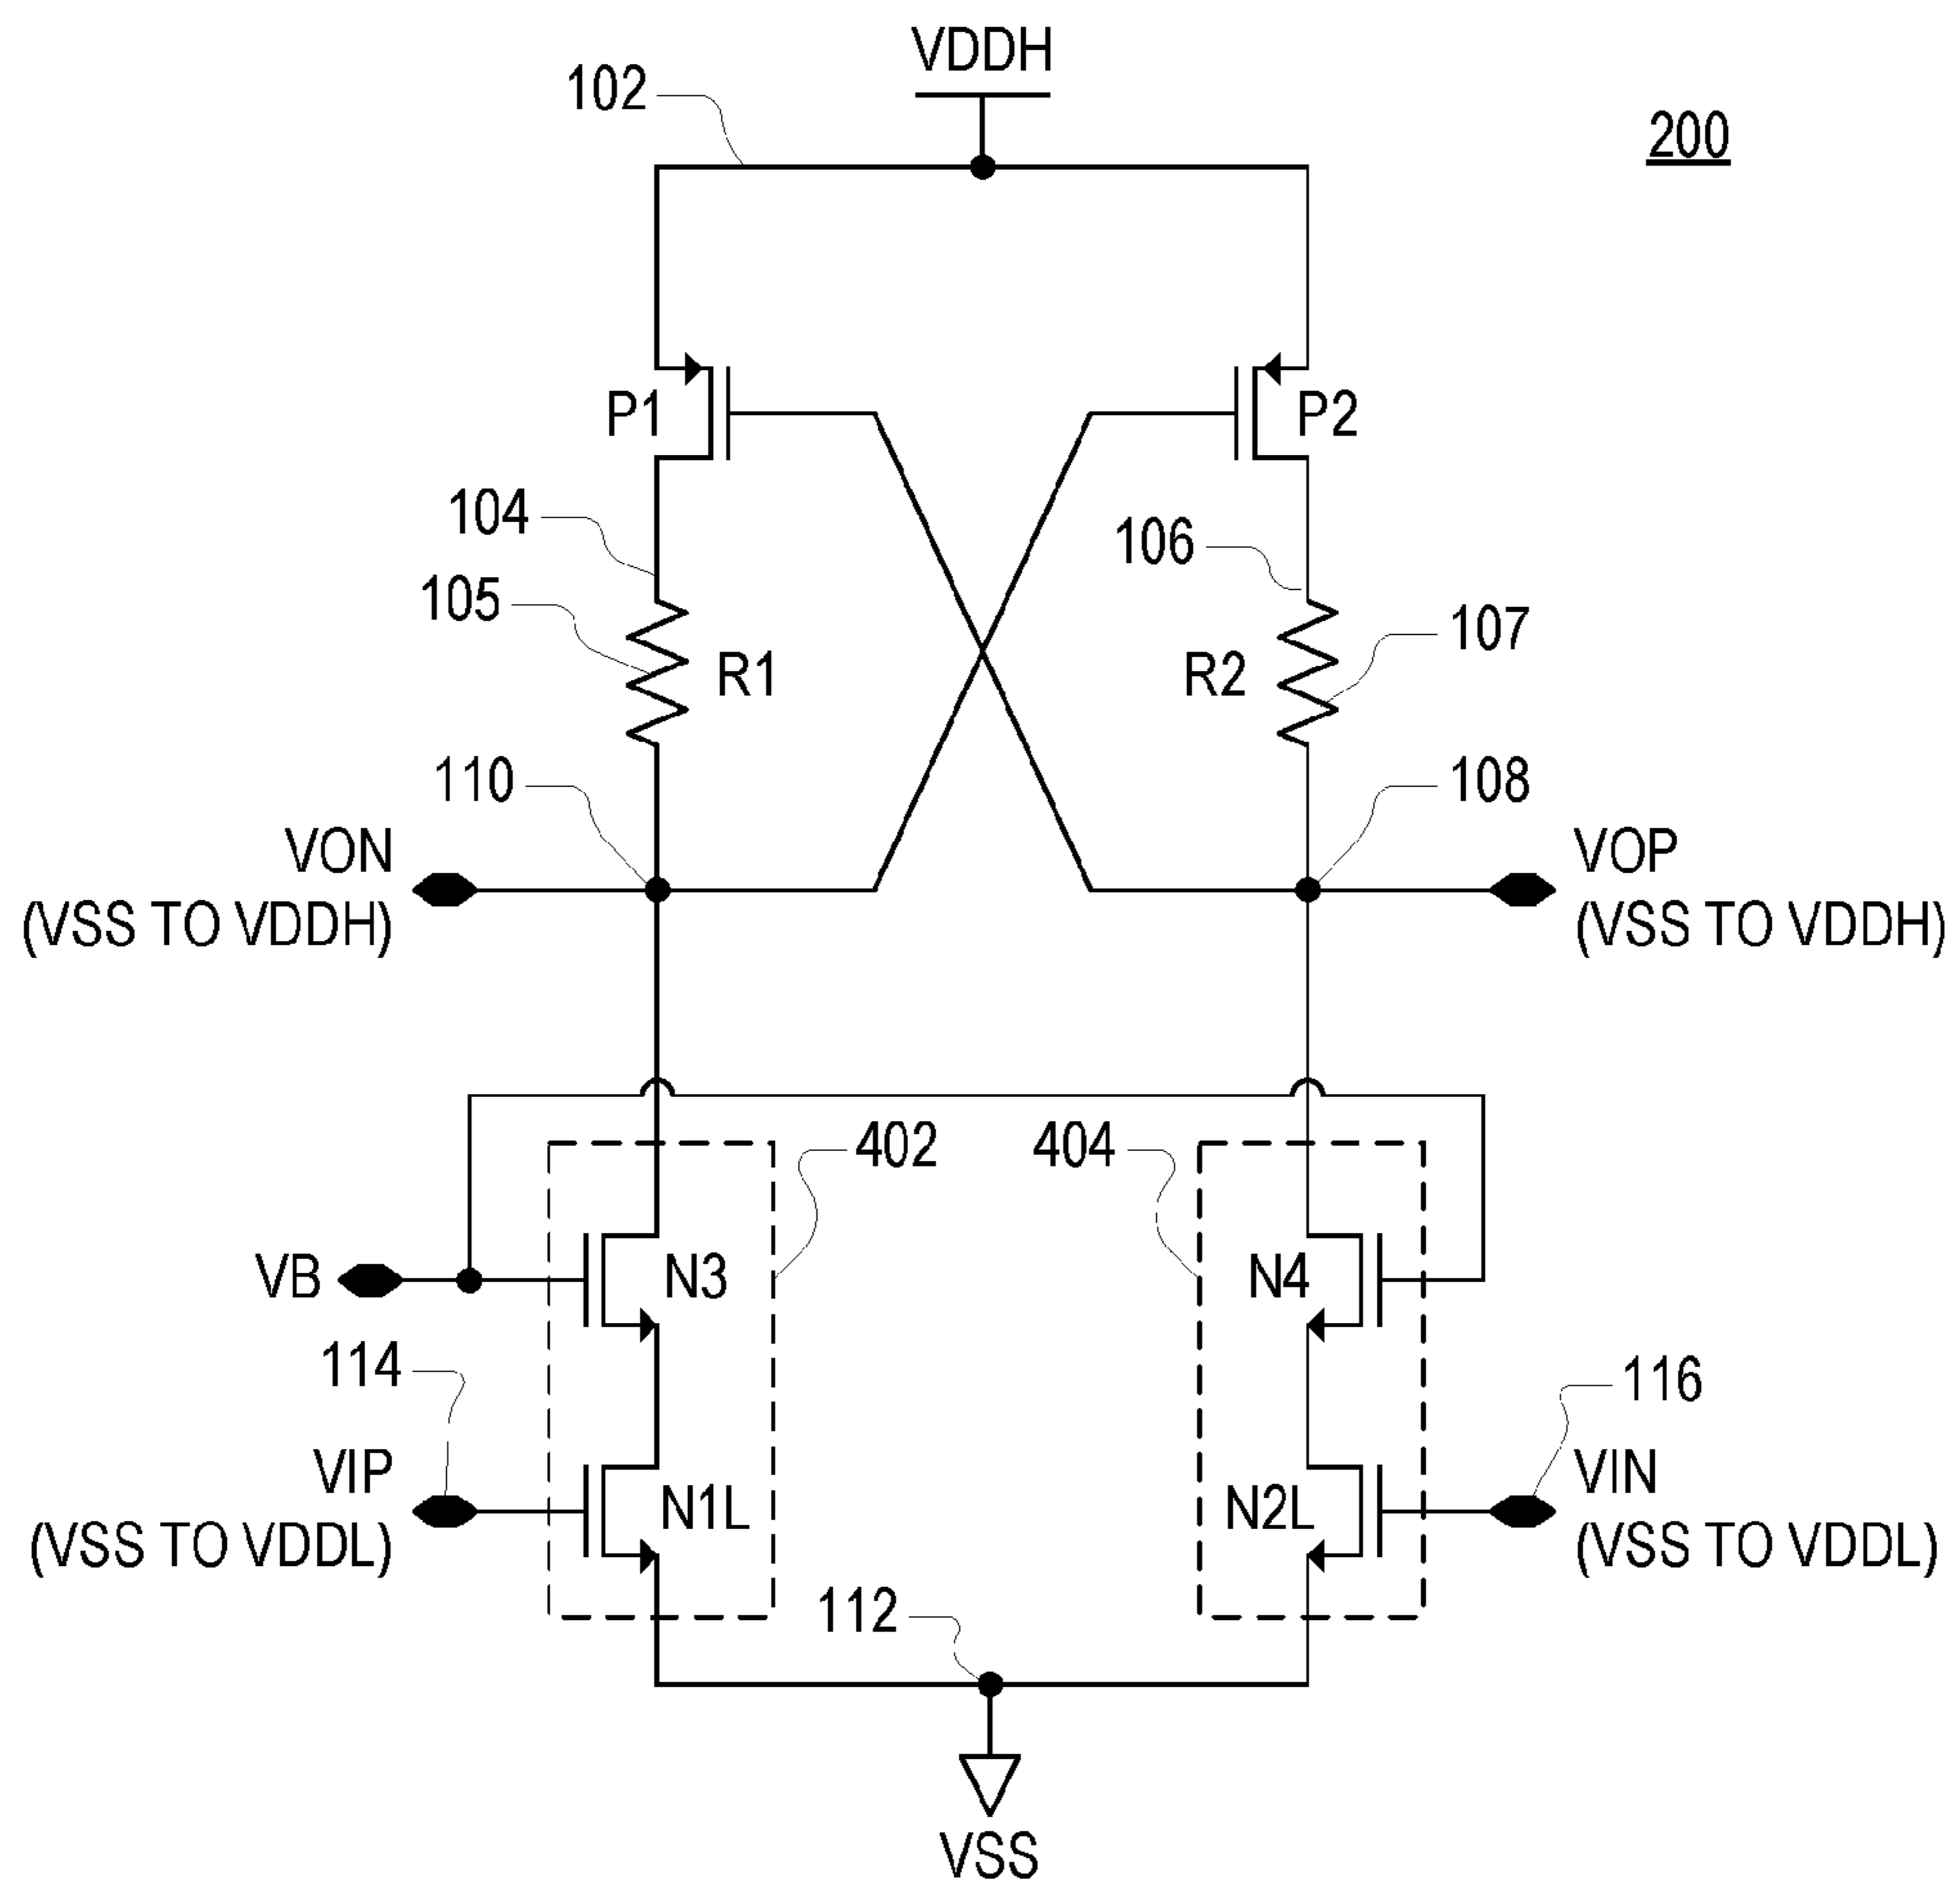 VDDH
102
200
P1
P2
104
106
105
107
R1
R2
110
108
VON
VOP
(VSS TO VDDH)
(VSS TO VDDH)
402
404
VB
N3
N4
114
116
VIP
VIN
N1L
N2L
(VSS TO VDDL)
(VSS TO VDDL)
112
VSS